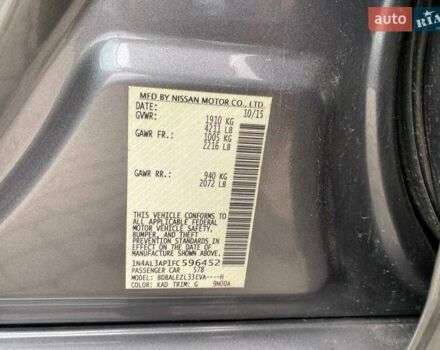 AUTO RIA
MFD BY NISSAN MOTOR CO., LTD.
DATE: 10/15
GVWR: 1910 KG
4211 LB
GAWR FR: 1005 KG
2216 LB
GAWR RR: 940 KG
2072 LB
THIS VEHICLE CONFORMS TO
ALL APPLICABLE FEDERAL
MOTOR VEHICLE SAFETY,
BUMPER, AND THEFT
PREVENTION STANDARDS
IN EFFECT ON THE DATE OF
MANUFACTURE SHOWN ABOVE.
1N4AL3AP1FC596452
PASSENGER CAR 578
MODEL: BDBALEZL33EVA----H
COLOR: KAD TRIM: G 9N00A